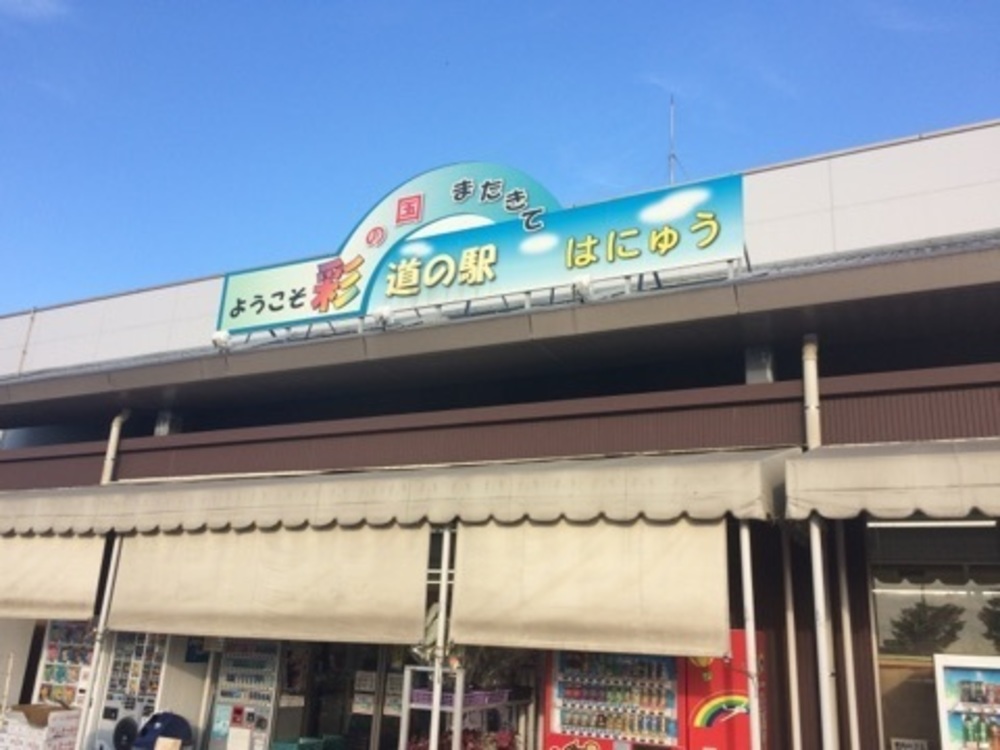 ようこそ 彩の国 またきて
道の駅 はにゅう